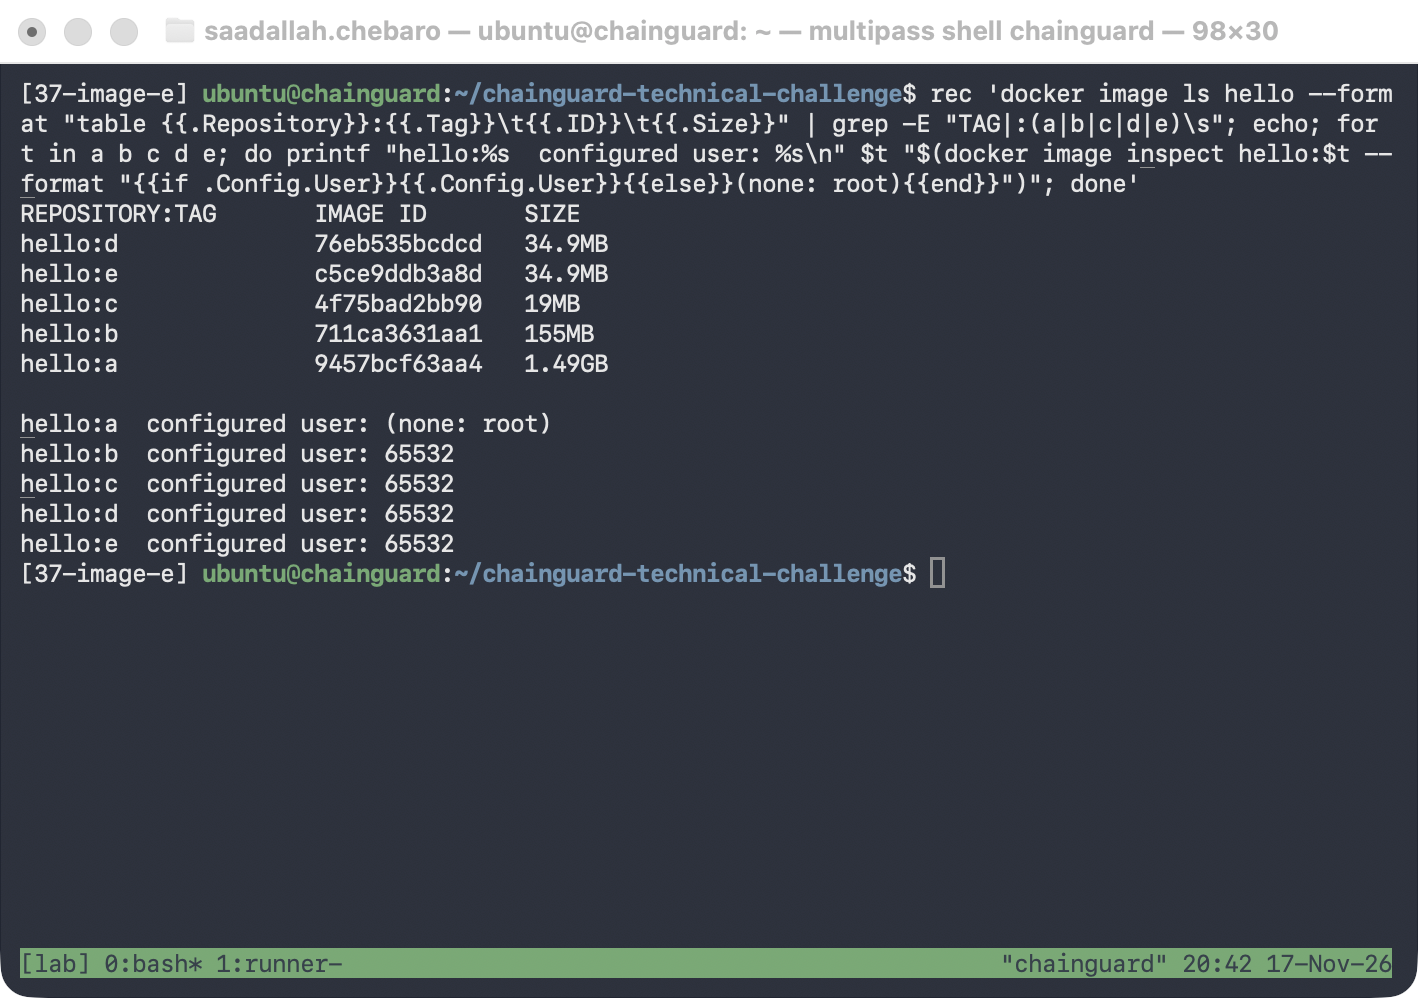 saadallah.chebaro — ubuntu@chainguard: ~ — multipass shell chainguard — 98×30
[37-image-e] ubuntu@chainguard:~/chainguard-technical-challenge$ rec 'docker image ls hello --form
at "table {{.Repository}}:{{.Tag}}\t{{.ID}}\t{{.Size}}" | grep -E "TAG|:(a|b|c|d|e)\s"; echo; for
t in a b c d e; do printf "hello:%s  configured user: %s\n" $t "$(docker image inspect hello:$t --
format "{{if .Config.User}}{{.Config.User}}{{else}}(none: root){{end}}")"; done'
REPOSITORY:TAG       IMAGE ID       SIZE
hello:d              76eb535bcdcd   34.9MB
hello:e              c5ce9ddb3a8d   34.9MB
hello:c              4f75bad2bb90   19MB
hello:b              711ca3631aa1   155MB
hello:a              9457bcf63aa4   1.49GB

hello:a  configured user: (none: root)
hello:b  configured user: 65532
hello:c  configured user: 65532
hello:d  configured user: 65532
hello:e  configured user: 65532
[37-image-e] ubuntu@chainguard:~/chainguard-technical-challenge$
[lab] 0:bash* 1:runner-                                               "chainguard" 20:42 17-Nov-26